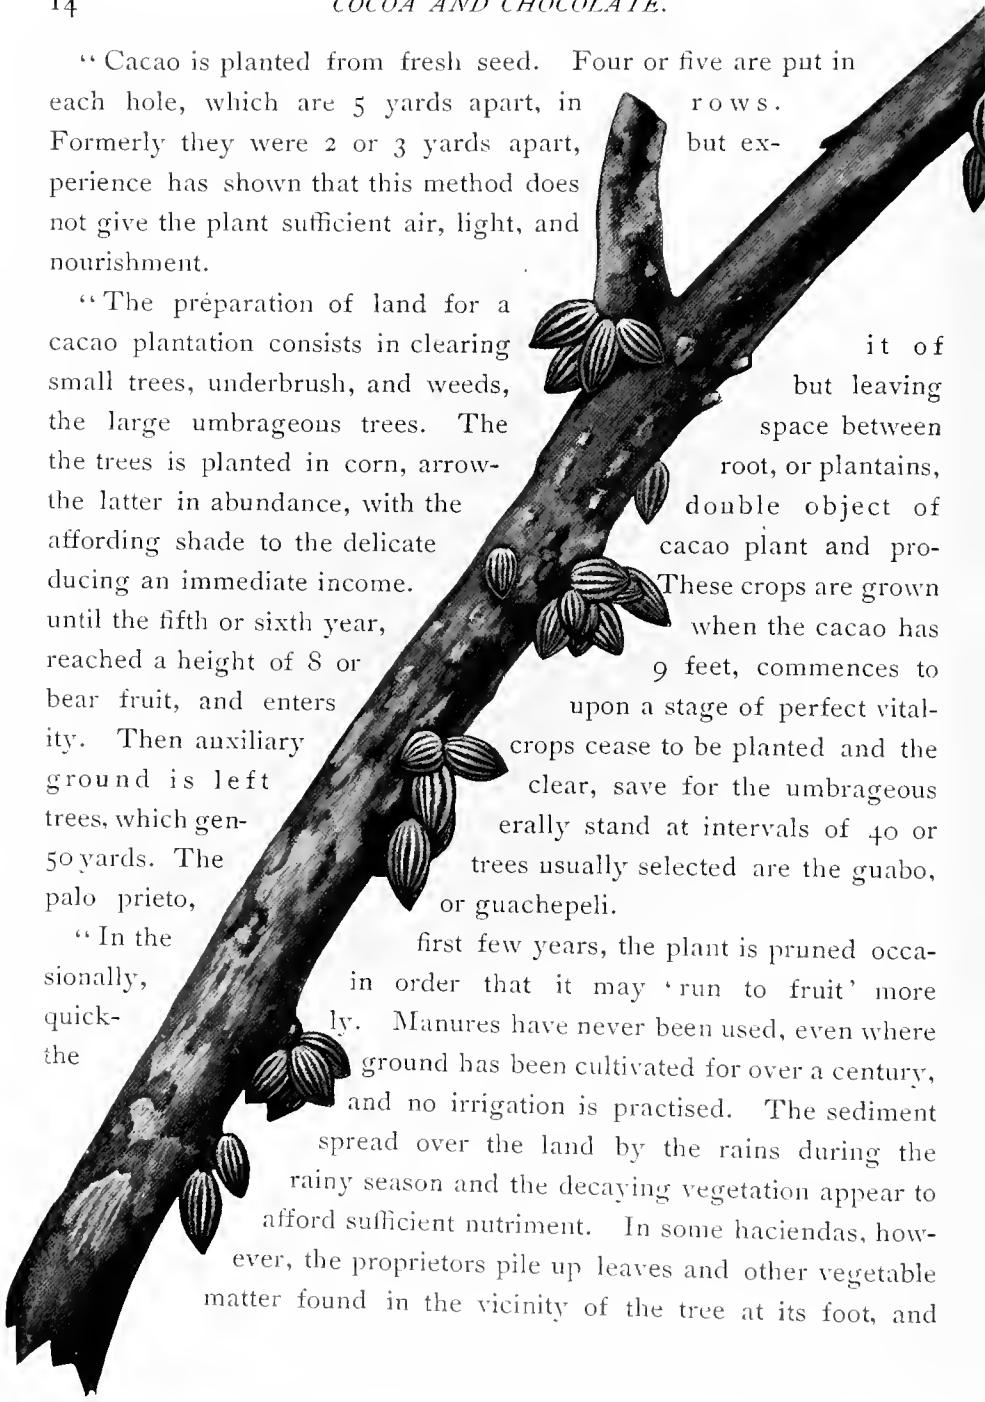 14 COCOA AND CHOCOLATE.
“ Cacao is planted from fresh seed. Four or five are put in
each hole, which are 5 yards apart, in rows.
Formerly they were 2 or 3 yards apart, but ex-
perience has shown that this method does
not give the plant sufficient air, light, and
nourishment.
“ The preparation of land for a
cacao plantation consists in clearing it of
small trees, underbrush, and weeds, but leaving
the large umbrageous trees. The space between
the trees is planted in corn, arrow- root, or plantains,
the latter in abundance, with the double object of
affording shade to the delicate cacao plant and pro-
ducing an immediate income. These crops are grown
until the fifth or sixth year, when the cacao has
reached a height of 8 or 9 feet, commences to
bear fruit, and enters upon a stage of perfect vital-
ity. Then auxiliary crops cease to be planted and the
ground is left clear, save for the umbrageous
trees, which gen- erally stand at intervals of 40 or
50 yards. The trees usually selected are the guabo,
palo prieto, or guachepeli.
“ In the first few years, the plant is pruned occa-
sionally, in order that it may ‘run to fruit’ more
quick- ly. Manures have never been used, even where
the ground has been cultivated for over a century,
and no irrigation is practised. The sediment
spread over the land by the rains during the
rainy season and the decaying vegetation appear to
afford sufficient nutriment. In some haciendas, how-
ever, the proprietors pile up leaves and other vegetable
matter found in the vicinity of the tree at its foot, and